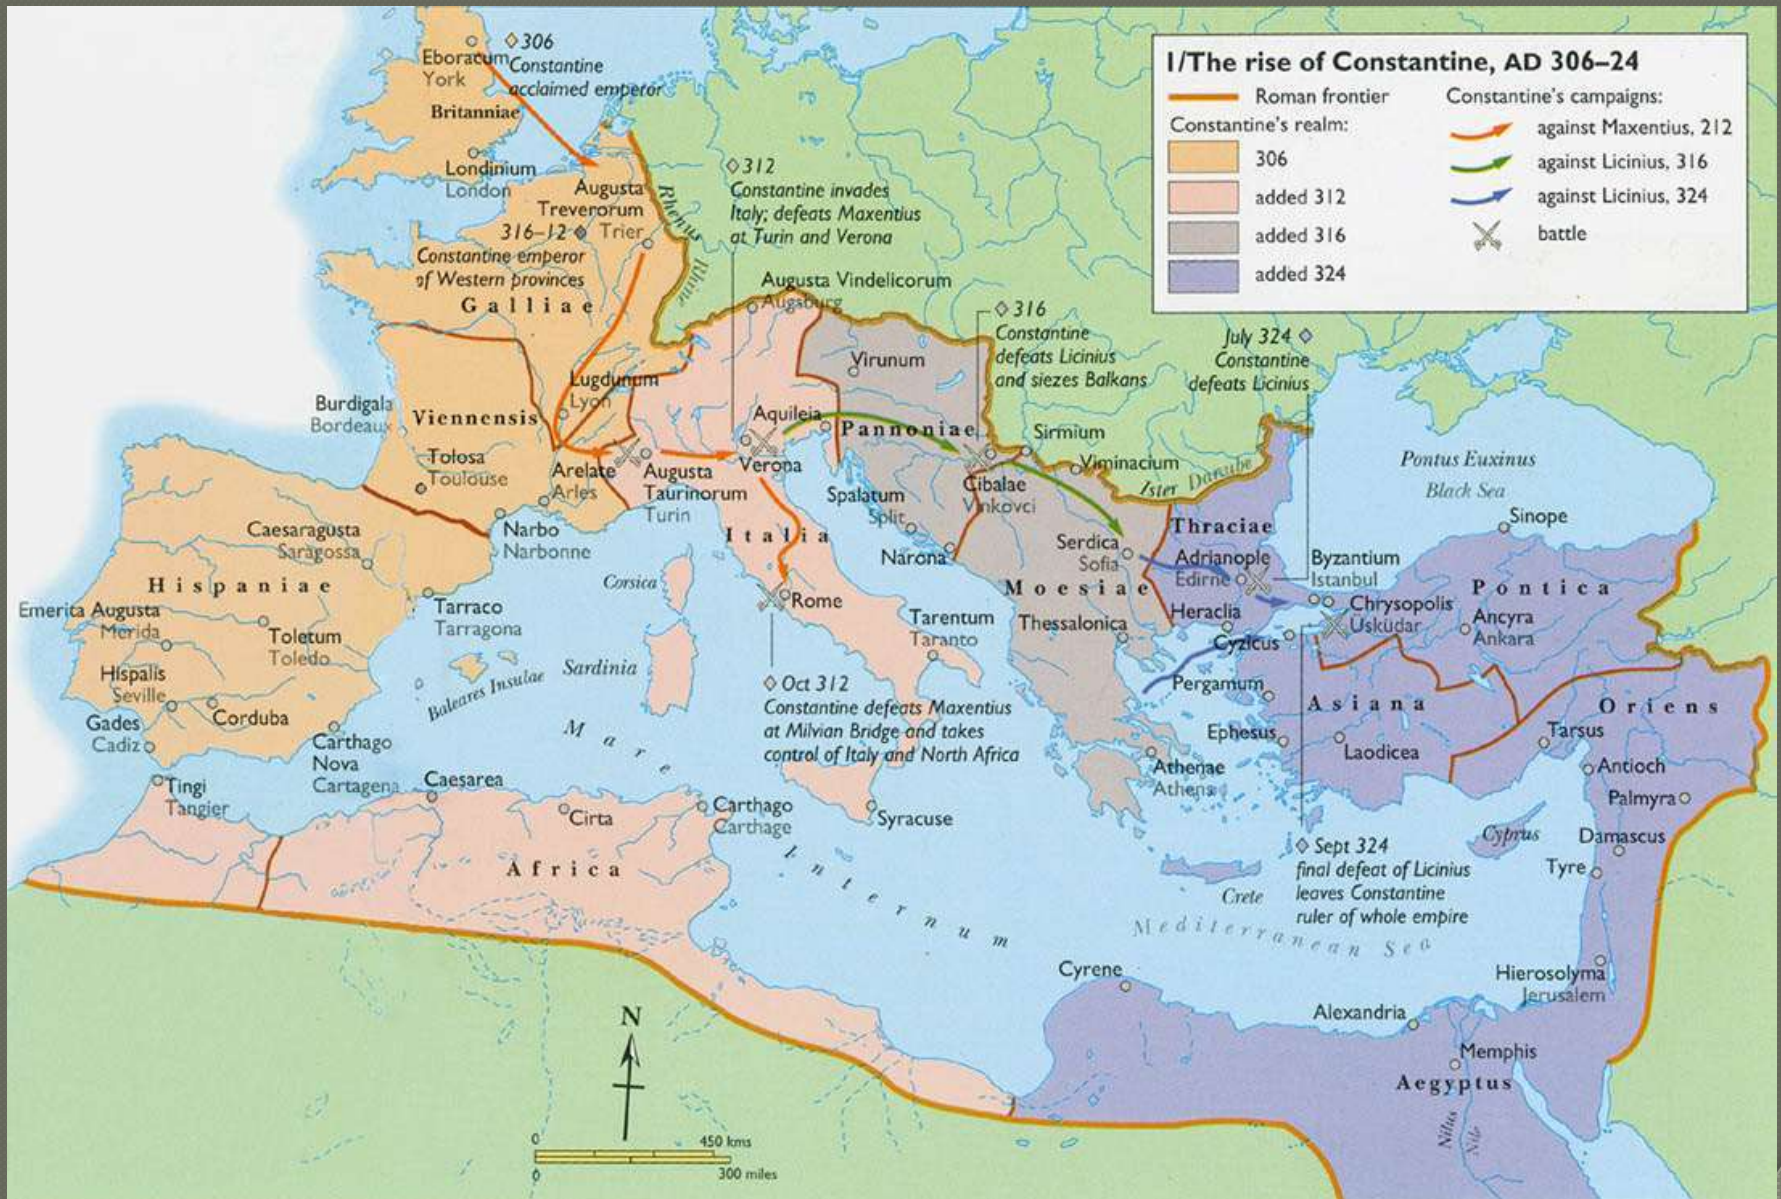 1/The rise of Constantine, AD 306–24
Roman frontier
Constantine's realm:
306
added 312
added 316
added 324
Constantine's campaigns:
against Maxentius, 212
against Licinius, 316
against Licinius, 324
battle
306
Constantine
acclaimed emperor
Eboracum
York
Britanniae
Londinium
London
Augusta
Treverorum
Trier
316–12
Constantine emperor
of Western provinces
Galliae
Rhenus
Rhine
312
Constantine invades
Italy; defeats Maxentius
at Turin and Verona
Augusta Vindelicorum
Augsburg
316
Constantine
defeats Licinius
and siezes Balkans
July 324
Constantine
defeats Licinius
Virunum
Lugdunum
Lyon
Burdigala
Bordeaux
Viennensis
Aquileia
Pannoniae
Sirmium
Tolosa
Toulouse
Arelate
Arles
Augusta
Taurinorum
Turin
Verona
Viminacium
Cibalae
Vinkovci
Ister Danube
Pontus Euxinus
Black Sea
Spalatum
Split
Caesaragusta
Saragossa
Narbo
Narbonne
Italia
Narona
Serdica
Sofia
Thraciae
Sinope
Adrianople
Edirne
Byzantium
Istanbul
Hispaniae
Corsica
Moesiae
Pontica
Emerita Augusta
Merida
Tarraco
Tarragona
Rome
Tarentum
Taranto
Heraclia
Chrysopolis
Üsküdar
Ancyra
Ankara
Toletum
Toledo
Thessalonica
Cyzicus
Hispalis
Seville
Baleares Insulae
Sardinia
Oct 312
Constantine defeats Maxentius
at Milvian Bridge and takes
control of Italy and North Africa
Pergamum
Asiana
Oriens
Gades
Cadiz
Corduba
Carthago
Nova
Cartagena
Ephesus
Laodicea
Tarsus
Mare
Internum
Tingi
Tangier
Caesarea
Athenae
Athens
Antioch
Palmyra
Cirta
Carthago
Carthage
Syracuse
Cyprus
Damascus
Africa
Sept 324
final defeat of Licinius
leaves Constantine
ruler of whole empire
Tyre
Crete
Mediterranean Sea
Cyrene
Hierosolyma
Jerusalem
Alexandria
N
Memphis
Aegyptus
Nilus
Nile
0
450 kms
0
300 miles